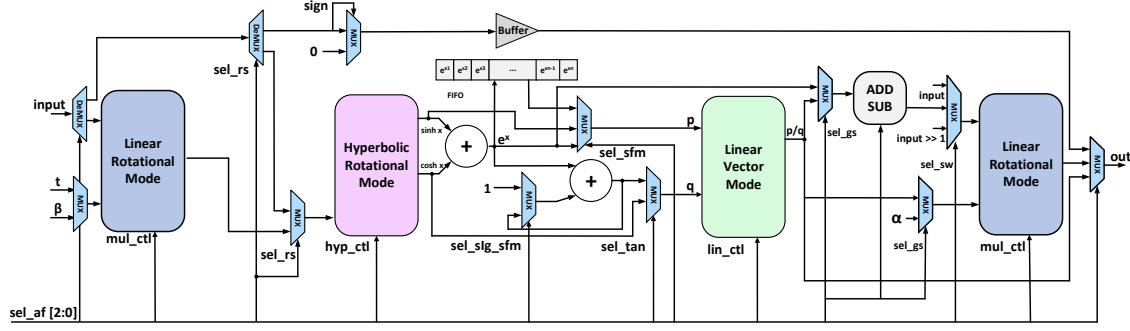 sign
DeMUX
MUX
0
Buffer
sel_rs
e^x1 e^x2 e^x3 ... e^xn-1 e^xn
FIFO
input
DeMUX
t
β
MUX
Linear
Rotational
Mode
mul_ctl
MUX
sel_rs
Hyperbolic
Rotational
Mode
hyp_ctl
sinh x
cosh x
+
e^x
MUX
sel_sfm
1
MUX
+
sel_slg_sfm
MUX
sel_tan
p
q
Linear
Vector
Mode
lin_ctl
p/q
MUX
sel_gs
ADD
SUB
input
input >> 1
MUX
sel_sw
α
MUX
sel_gs
Linear
Rotational
Mode
mul_ctl
MUX
out
sel_af [2:0]